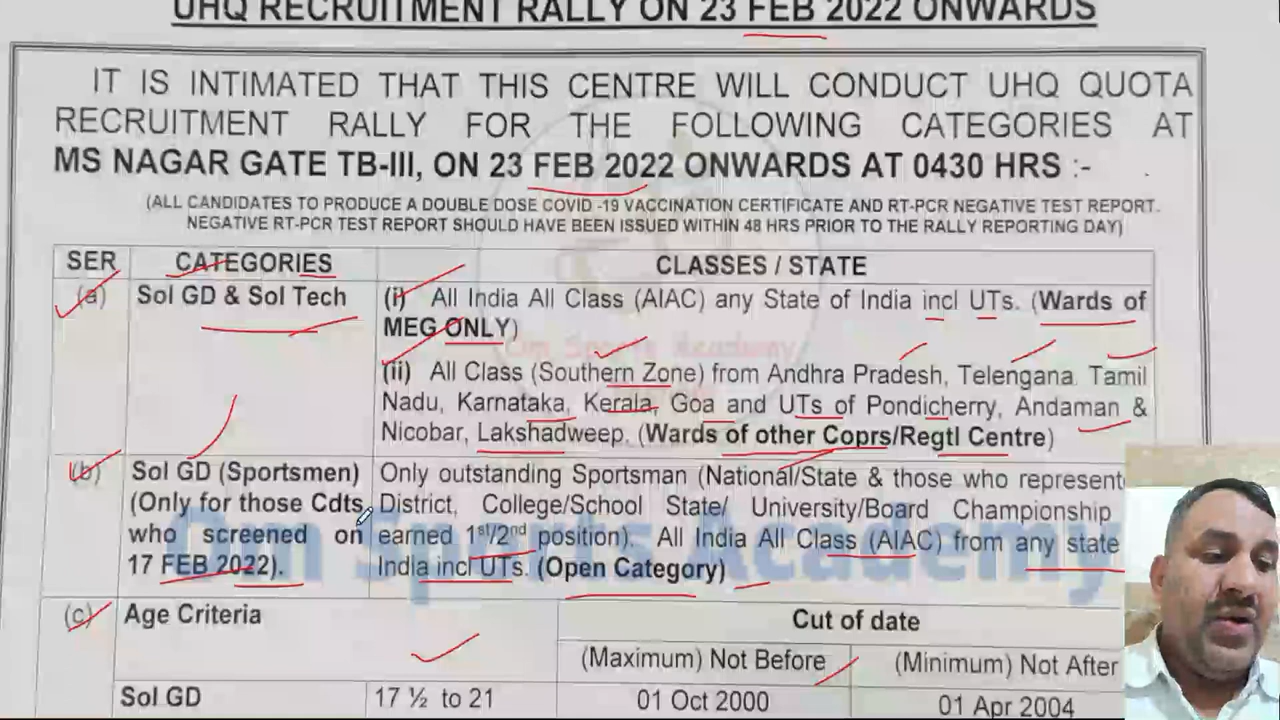 UHQ RECRUITMENT RALLY ON 23 FEB 2022 ONWARDS
IT IS INTIMATED THAT THIS CENTRE WILL CONDUCT UHQ QUOTA
RECRUITMENT RALLY FOR THE FOLLOWING CATEGORIES AT
MS NAGAR GATE TB-III, ON 23 FEB 2022 ONWARDS AT 0430 HRS :-
(ALL CANDIDATES TO PRODUCE A DOUBLE DOSE COVID -19 VACCINATION CERTIFICATE AND RT-PCR NEGATIVE TEST REPORT.
NEGATIVE RT-PCR TEST REPORT SHOULD HAVE BEEN ISSUED WITHIN 48 HRS PRIOR TO THE RALLY REPORTING DAY)
SER CATEGORIES CLASSES / STATE
(a) Sol GD & Sol Tech (i) All India All Class (AIAC) any State of India incl UTs. (Wards of
MEG ONLY)
Om Sports Academy
(ii) All Class (Southern Zone) from Andhra Pradesh, Telengana. Tamil
Nadu, Karnataka, Kerala, Goa and UTs of Pondicherry, Andaman &
Nicobar, Lakshadweep. (Wards of other Coprs/Regtl Centre)
(b) Sol GD (Sportsmen) Only outstanding Sportsman (National/State & those who represent
(Only for those Cdts District, College/School State/ University/Board Championship
who screened on earned 1st/2nd position). All India All Class (AIAC) from any state
17 FEB 2022). India incl UTs. (Open Category)
Om Sports Academy
(c) Age Criteria Cut of date
(Maximum) Not Before (Minimum) Not After
Sol GD 17 ½ to 21 01 Oct 2000 01 Apr 2004